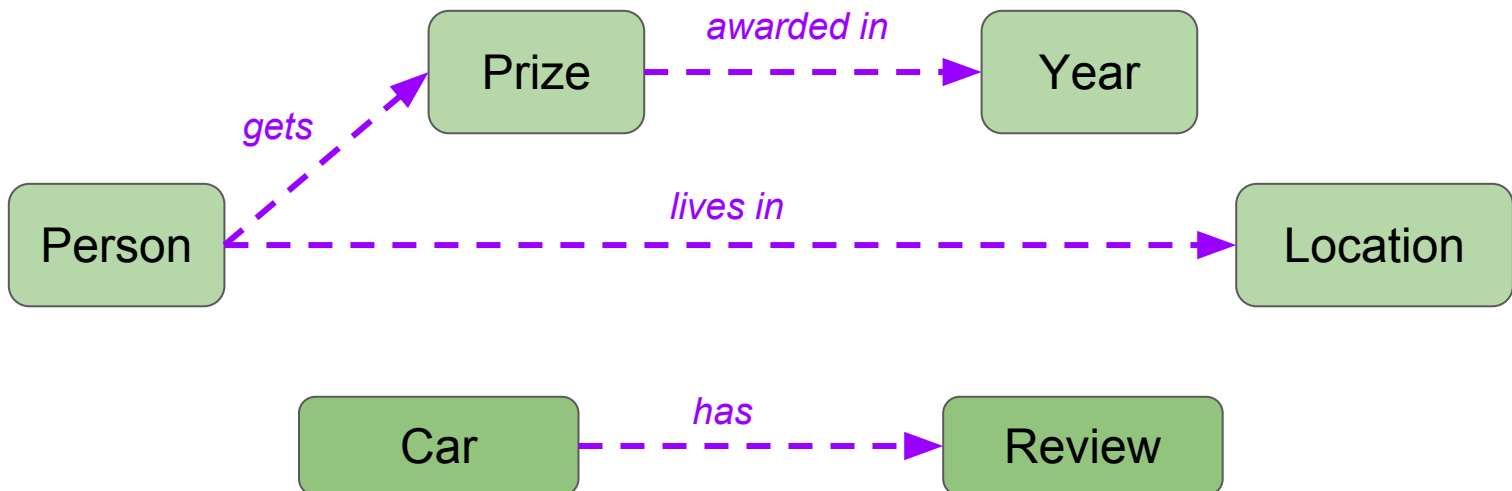 awarded in
Prize
Year
gets
lives in
Person
Location
has
Car
Review